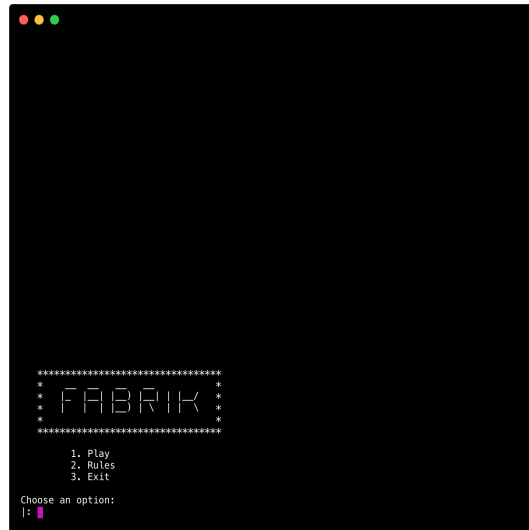 FABRIK
1. Play
2. Rules
3. Exit
Choose an option:
|: